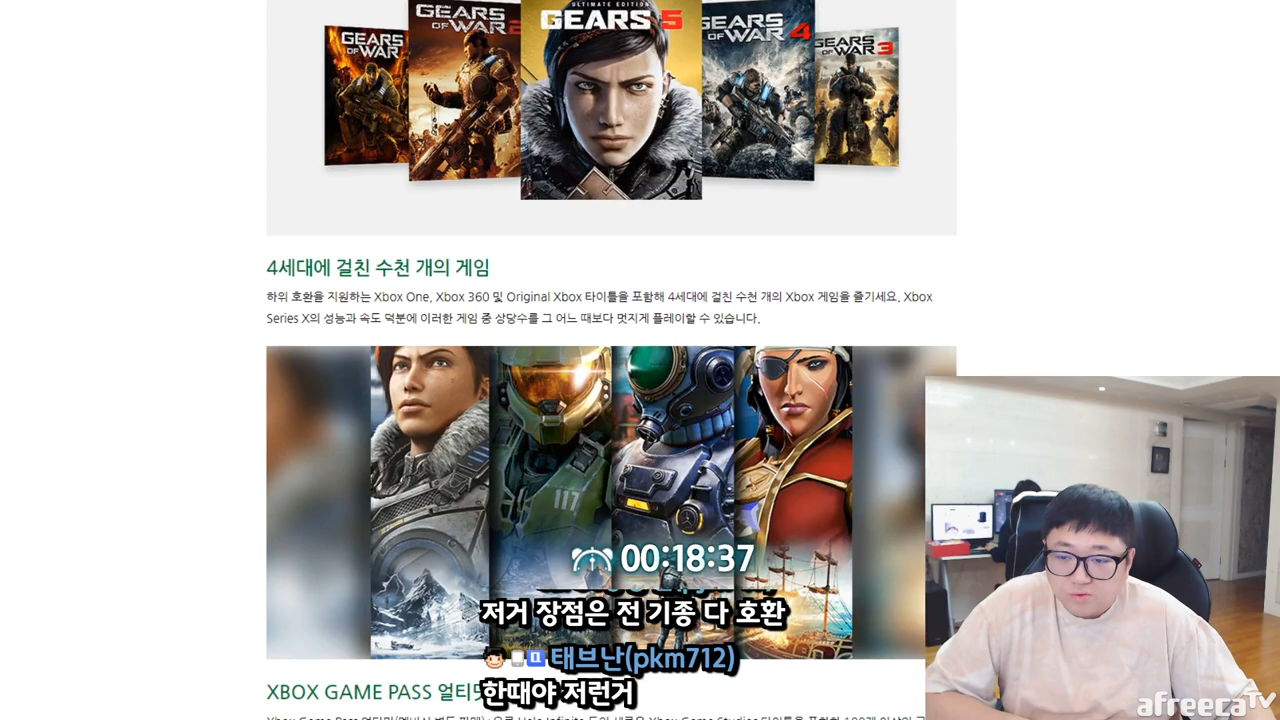 GEARS
OF WAR
GEARS
OF WAR 2
ULTIMATE EDITION
GEARS 5
GEARS
OF WAR 4
GEARS
OF WAR 3
4세대에 걸친 수천 개의 게임
하위 호환을 지원하는 Xbox One, Xbox 360 및 Original Xbox 타이틀을 포함해 4세대에 걸친 수천 개의 Xbox 게임을 즐기세요. Xbox
Series X의 성능과 속도 덕분에 이러한 게임 중 상당수를 그 어느 때보다 멋지게 플레이할 수 있습니다.
117
00:18:37
저거 장점은 전 기종 다 호환
태브난(pkm712)
한때야 저런거
XBOX GAME PASS 얼티
afreecaTV